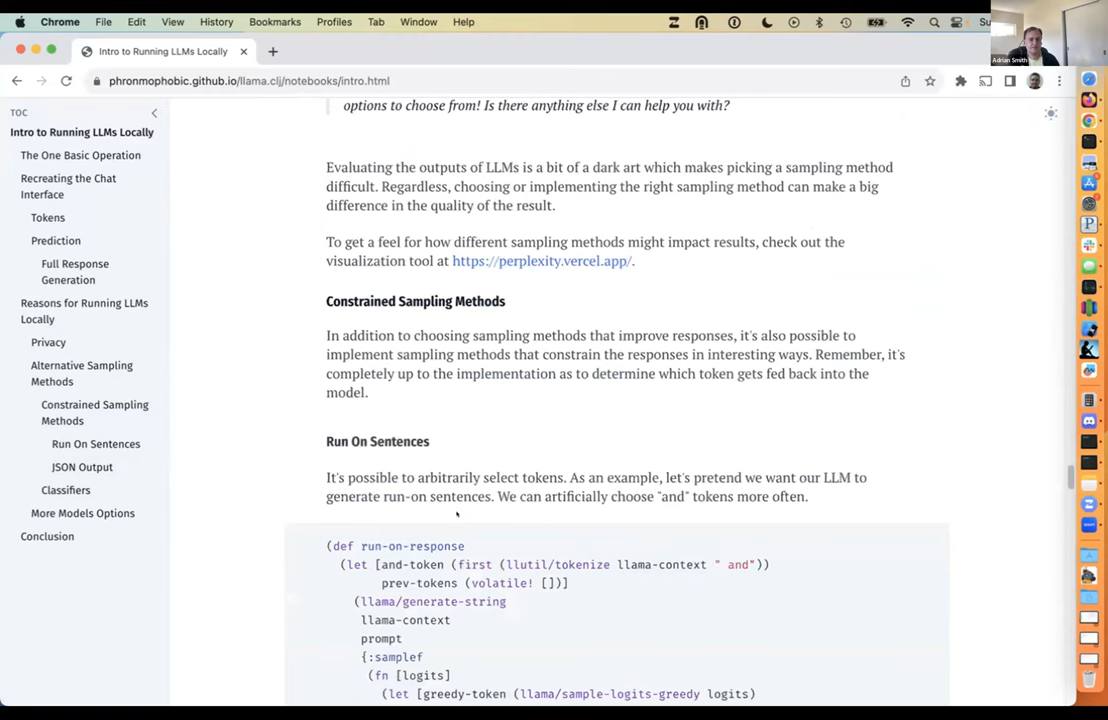 Chrome File Edit View History Bookmarks Profiles Tab Window Help
Su
Adrian Smith
Intro to Running LLMs Locally
phronmophobic.github.io/llama.clj/notebooks/intro.html
TOC
Intro to Running LLMs Locally
The One Basic Operation
Recreating the Chat
Interface
Tokens
Prediction
Full Response
Generation
Reasons for Running LLMs
Locally
Privacy
Alternative Sampling
Methods
Constrained Sampling
Methods
Run On Sentences
JSON Output
Classifiers
More Models Options
Conclusion
options to choose from! Is there anything else I can help you with?
Evaluating the outputs of LLMs is a bit of a dark art which makes picking a sampling method
difficult. Regardless, choosing or implementing the right sampling method can make a big
difference in the quality of the result.
To get a feel for how different sampling methods might impact results, check out the
visualization tool at https://perplexity.vercel.app/.
Constrained Sampling Methods
In addition to choosing sampling methods that improve responses, it's also possible to
implement sampling methods that constrain the responses in interesting ways. Remember, it's
completely up to the implementation as to determine which token gets fed back into the
model.
Run On Sentences
It's possible to arbitrarily select tokens. As an example, let's pretend we want our LLM to
generate run-on sentences. We can artificially choose "and" tokens more often.
(def run-on-response
(let [and-token (first (llutil/tokenize llama-context " and"))
prev-tokens (volatile! [])]
(llama/generate-string
llama-context
prompt
{:samplef
(fn [logits]
(let [greedy-token (llama/sample-logits-greedy logits)